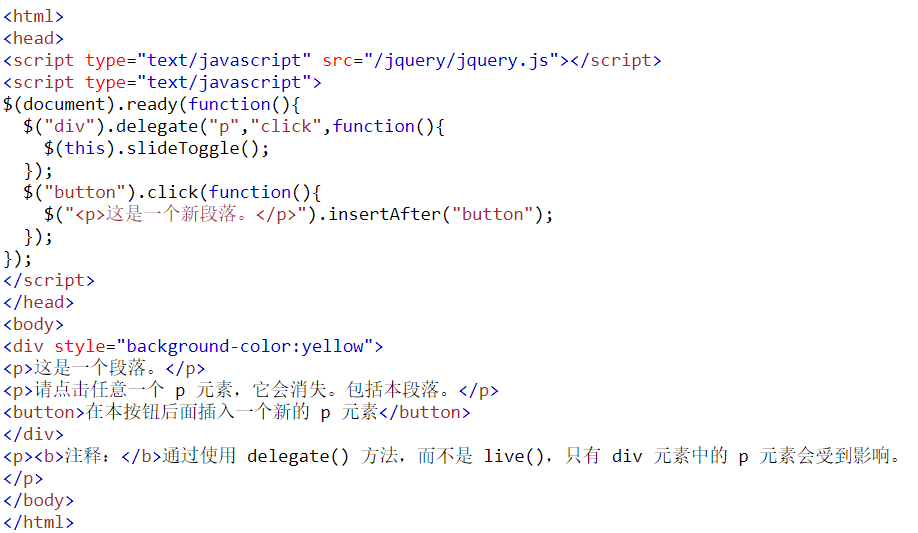 <html>
<head>
<script type="text/javascript" src="/jquery/jquery.js"></script>
<script type="text/javascript">
$(document).ready(function(){
  $("div").delegate("p","click",function(){
    $(this).slideToggle();
  });
  $("button").click(function(){
    $("<p>这是一个新段落。</p>").insertAfter("button");
  });
});
</script>
</head>
<body>
<div style="background-color:yellow">
<p>这是一个段落。</p>
<p>请点击任意一个 p 元素，它会消失。包括本段落。</p>
<button>在本按钮后面插入一个新的 p 元素</button>
</div>
<p><b>注释：</b>通过使用 delegate() 方法，而不是 live()，只有 div 元素中的 p 元素会受到影响。
</p>
</body>
</html>